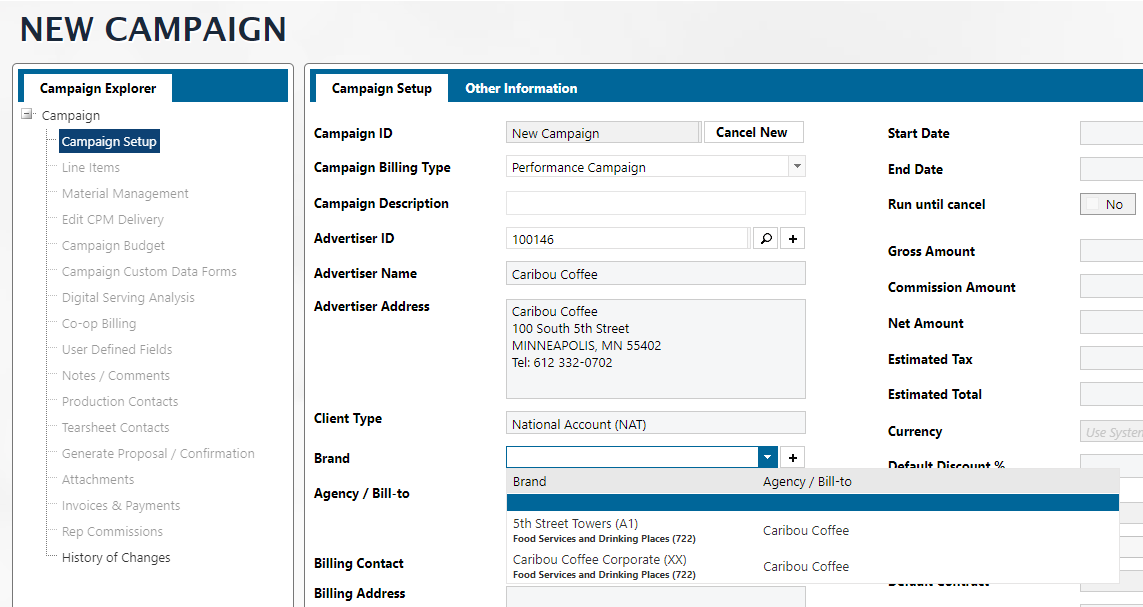 NEW CAMPAIGN
Campaign Explorer
Campaign
Campaign Setup
Line Items
Material Management
Edit CPM Delivery
Campaign Budget
Campaign Custom Data Forms
Digital Serving Analysis
Co-op Billing
User Defined Fields
Notes / Comments
Production Contacts
Tearsheet Contacts
Generate Proposal / Confirmation
Attachments
Invoices & Payments
Rep Commissions
History of Changes
Campaign Setup Other Information
Campaign ID New Campaign Cancel New
Campaign Billing Type Performance Campaign
Campaign Description
Advertiser ID 100146
Advertiser Name Caribou Coffee
Advertiser Address Caribou Coffee
100 South 5th Street
MINNEAPOLIS, MN 55402
Tel: 612 332-0702
Client Type National Account (NAT)
Brand
Brand Agency / Bill-to
Agency / Bill-to
5th Street Towers (A1)
Food Services and Drinking Places (722) Caribou Coffee
Caribou Coffee Corporate (XX)
Food Services and Drinking Places (722) Caribou Coffee
Billing Contact
Billing Address
Start Date
End Date
Run until cancel No
Gross Amount
Commission Amount
Net Amount
Estimated Tax
Estimated Total
Currency Use System
Default Discount %
Default Contract